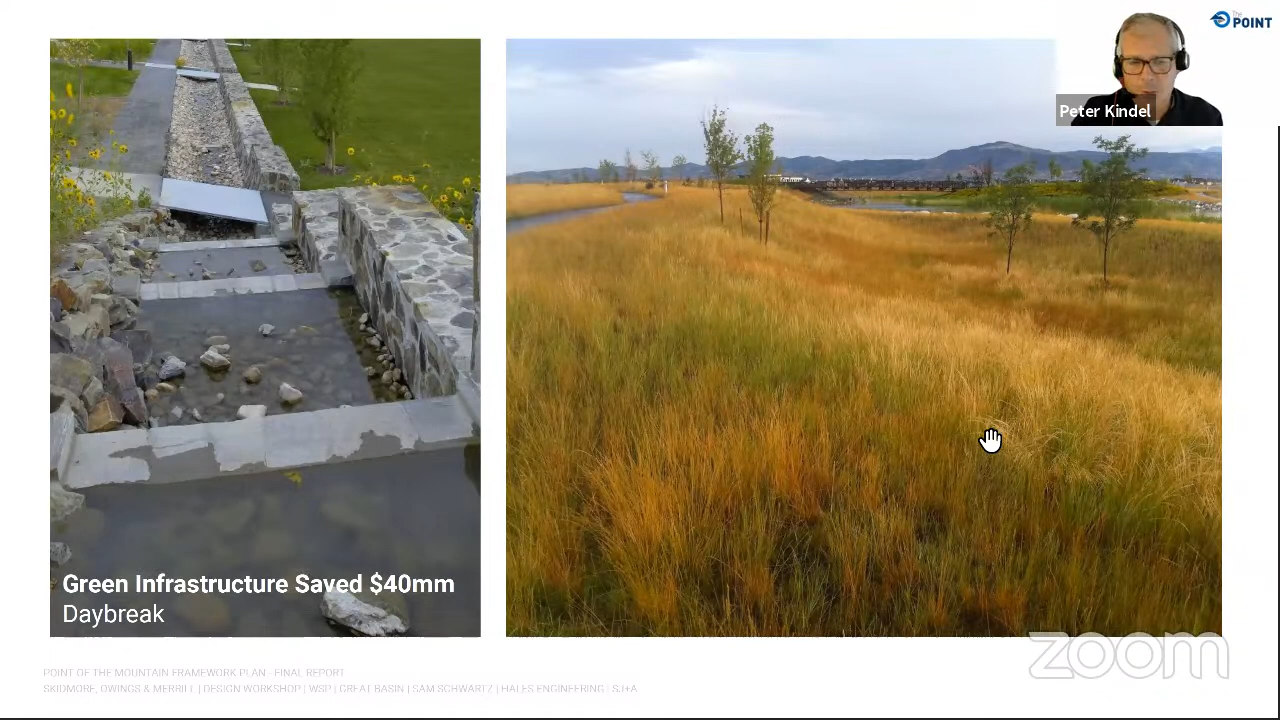 The
POINT
Peter Kindel
Green Infrastructure Saved $40mm
Daybreak
POINT OF THE MOUNTAIN FRAMEWORK PLAN - FINAL REPORT
SKIDMORE, OWINGS & MERRILL | DESIGN WORKSHOP | WSP | GREAT BASIN | SAM SCHWARTZ | HALES ENGINEERING | SJ+A
zoom